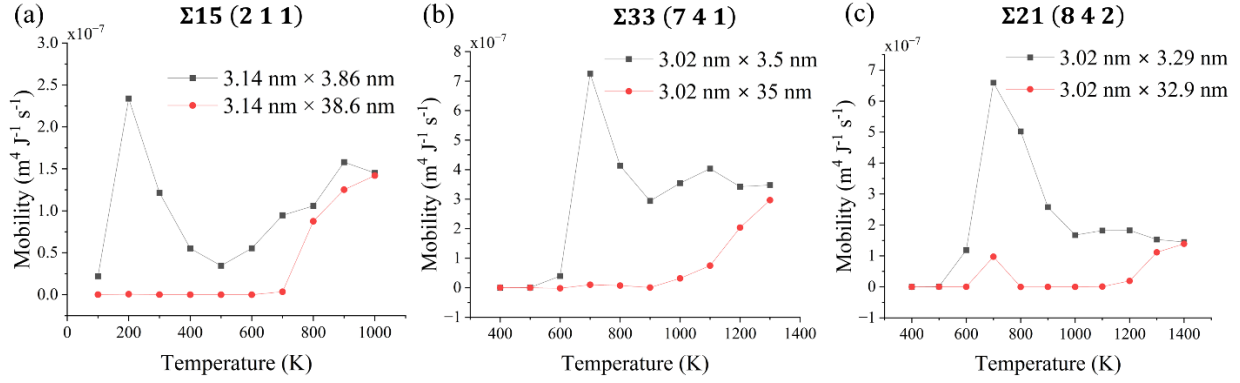 (a) Σ15 (2 1 1)
×10⁻⁷
3.0
2.5
2.0
1.5
1.0
0.5
0.0
Mobility (m⁴ J⁻¹ s⁻¹)
3.14 nm × 3.86 nm
3.14 nm × 38.6 nm
0 200 400 600 800 1000
Temperature (K)
(b) Σ33 (7 4 1)
×10⁻⁷
8
7
6
5
4
3
2
1
0
−1
Mobility (m⁴ J⁻¹ s⁻¹)
3.02 nm × 3.5 nm
3.02 nm × 35 nm
400 600 800 1000 1200
Temperature (K)
(c) Σ21 (8 4 2)
×10⁻⁷
7
6
5
4
3
2
1
0
−1
Mobility (m⁴ J⁻¹ s⁻¹)
3.02 nm × 3.29 nm
3.02 nm × 32.9 nm
400 600 800 1000 1200 1400
Temperature (K)